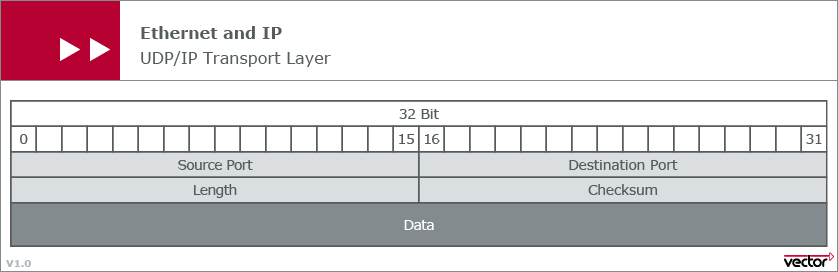 Ethernet and IP
UDP/IP Transport Layer
32 Bit
0 15 16 31
Source Port Destination Port
Length Checksum
Data
V1.0 vector